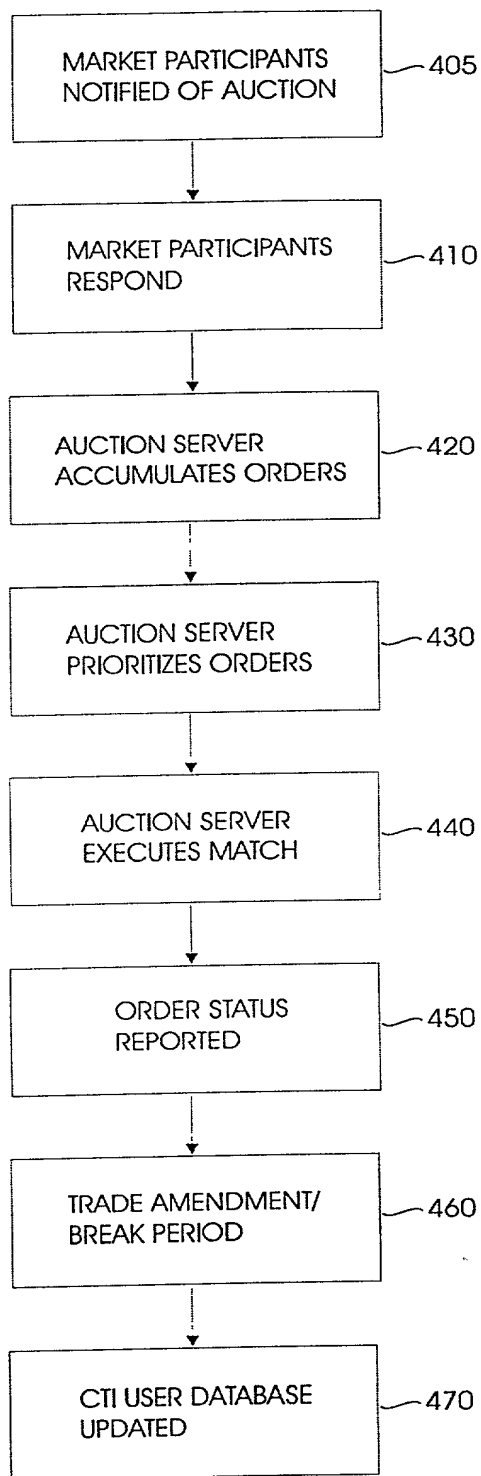 MARKET PARTICIPANTS
NOTIFIED OF AUCTION
405
MARKET PARTICIPANTS
RESPOND
410
AUCTION SERVER
ACCUMULATES ORDERS
420
AUCTION SERVER
PRIORITIZES ORDERS
430
AUCTION SERVER
EXECUTES MATCH
440
ORDER STATUS
REPORTED
450
TRADE AMENDMENT/
BREAK PERIOD
460
CTI USER DATABASE
UPDATED
470